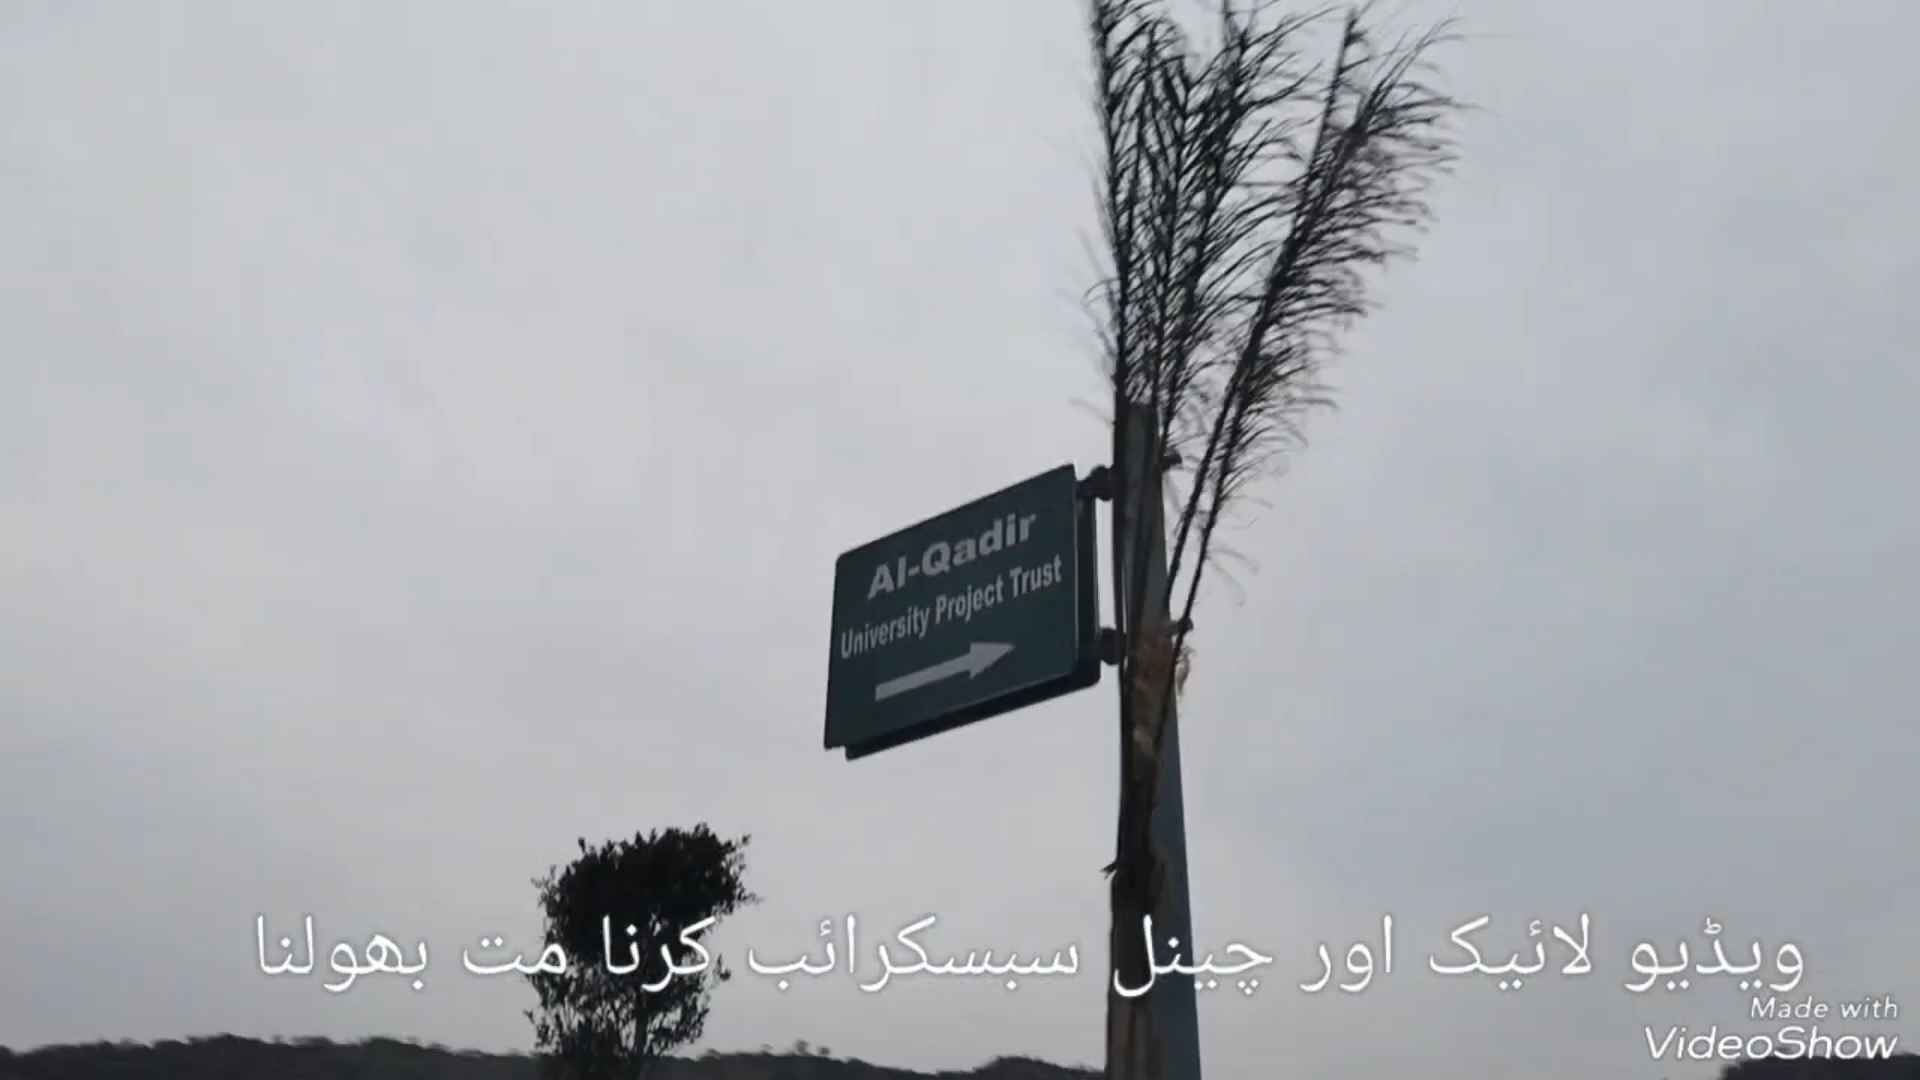 Al-Qadir
University Project Trust
ویڈیو لائیک اور چینل سبسکرائب کرنا مت بھولنا
Made with
VideoShow